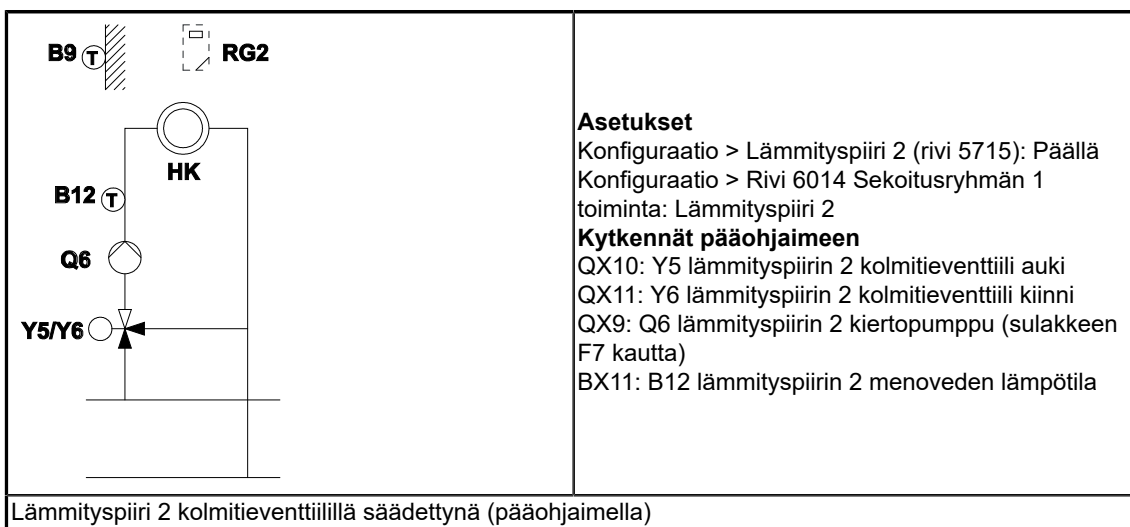 B9 T
RG2
HK
B12 T
Q6
Y5/Y6
Asetukset
Konfiguraatio > Lämmityspiiri 2 (rivi 5715): Päällä
Konfiguraatio > Rivi 6014 Sekoitusryhmän 1
toiminta: Lämmityspiiri 2
Kytkennät pääohjaimeen
QX10: Y5 lämmityspiirin 2 kolmitieventtiili auki
QX11: Y6 lämmityspiirin 2 kolmitieventtiili kiinni
QX9: Q6 lämmityspiirin 2 kiertopumppu (sulakkeen
F7 kautta)
BX11: B12 lämmityspiirin 2 menoveden lämpötila
Lämmityspiiri 2 kolmitieventtiilillä säädettynä (pääohjaimella)